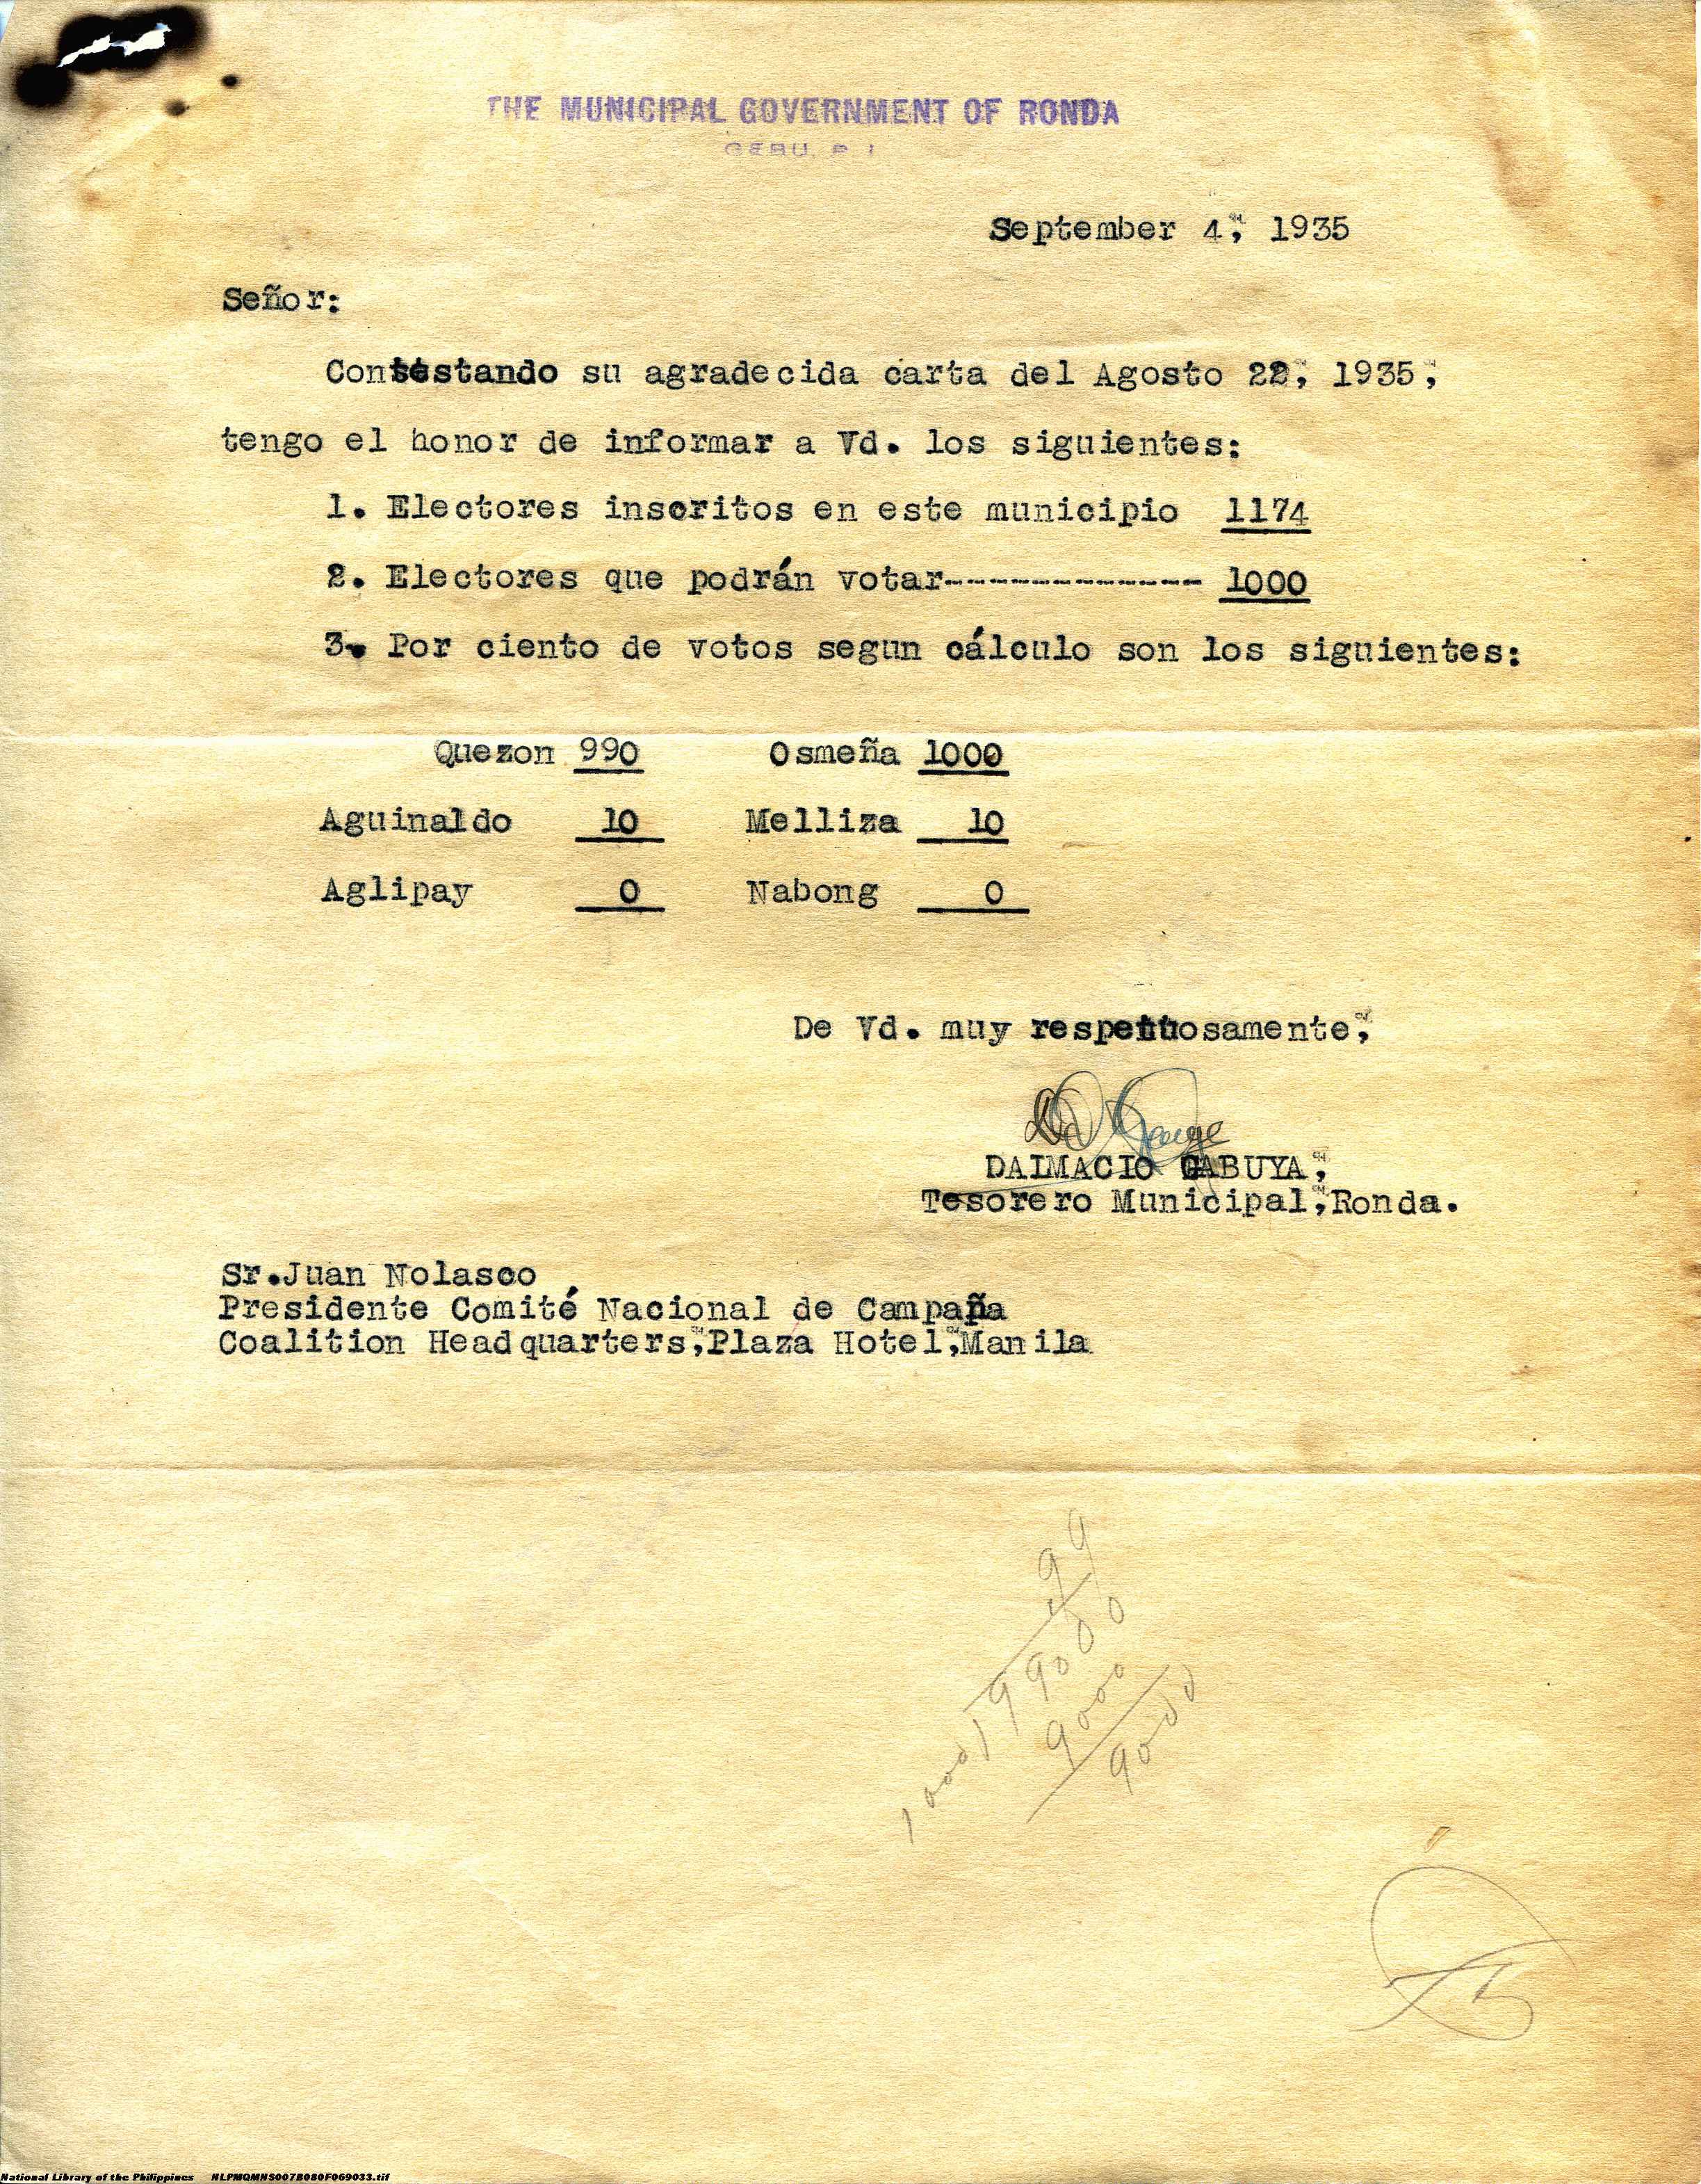 THE MUNICIPAL GOVERNMENT OF RONDA
CEBU, P. I.
September 4, 1935
Señor:
Contestando su agradecida carta del Agosto 22, 1935,
tengo el honor de informar a Vd. los siguientes:
1. Electores inscritos en este municipio 1174
2. Electores que podrán votar------------- 1000
3. Por ciento de votos segun cálculo son los siguientes:
Quezon 990 Osmeña 1000
Aguinaldo 10 Melliza 10
Aglipay 0 Nabong 0
De Vd. muy respetuosamente,
DALMACIO GABUYA,
Tesorero Municipal,Ronda.
Sr.Juan Nolasco
Presidente Comité Nacional de Campaña
Coalition Headquarters,Plaza Hotel,Manila
.99
1000)99000
9000
9000
National Library of the Philippines NLPMQMNS007B080F069033.tif